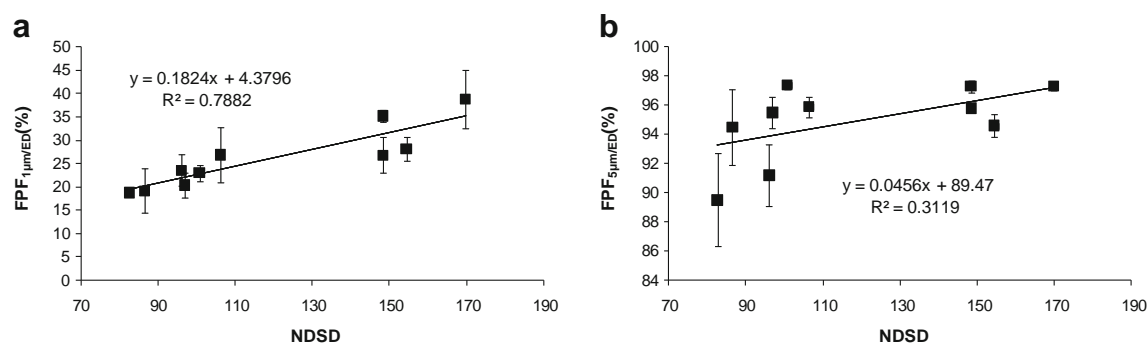 a
50
45
40
35
30
25
20
15
10
5
0
y = 0.1824x + 4.3796
R² = 0.7882
FPF1µm/ED(%)
70 90 110 130 150 170 190
NDSD
b
100
98
96
94
92
90
88
86
84
y = 0.0456x + 89.47
R² = 0.3119
FPF5µm/ED(%)
70 90 110 130 150 170 190
NDSD